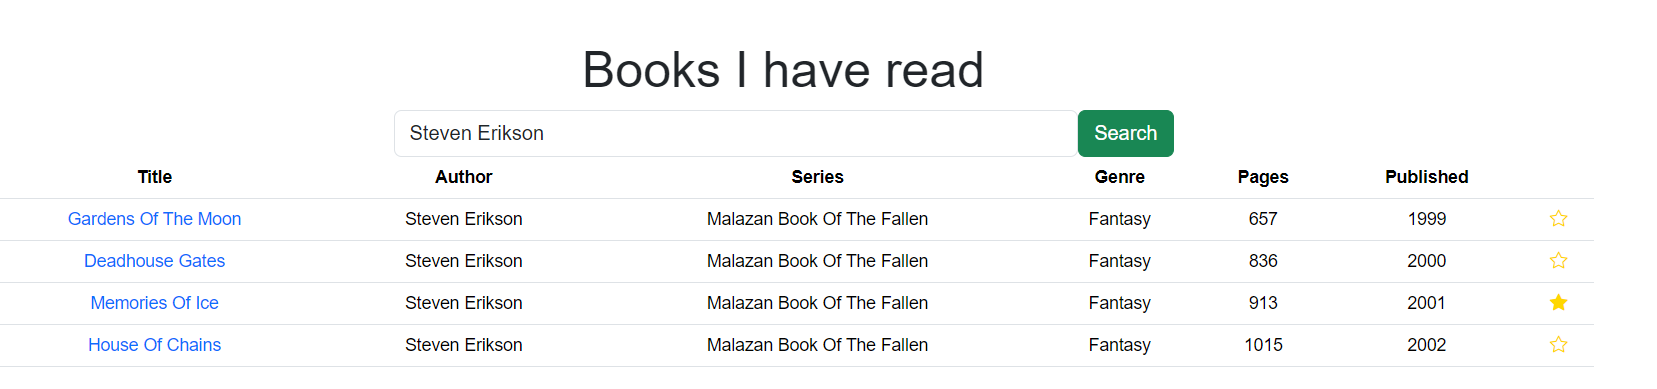 Books I have read
Steven Erikson Search
Title Author Series Genre Pages Published
Gardens Of The Moon Steven Erikson Malazan Book Of The Fallen Fantasy 657 1999
Deadhouse Gates Steven Erikson Malazan Book Of The Fallen Fantasy 836 2000
Memories Of Ice Steven Erikson Malazan Book Of The Fallen Fantasy 913 2001
House Of Chains Steven Erikson Malazan Book Of The Fallen Fantasy 1015 2002